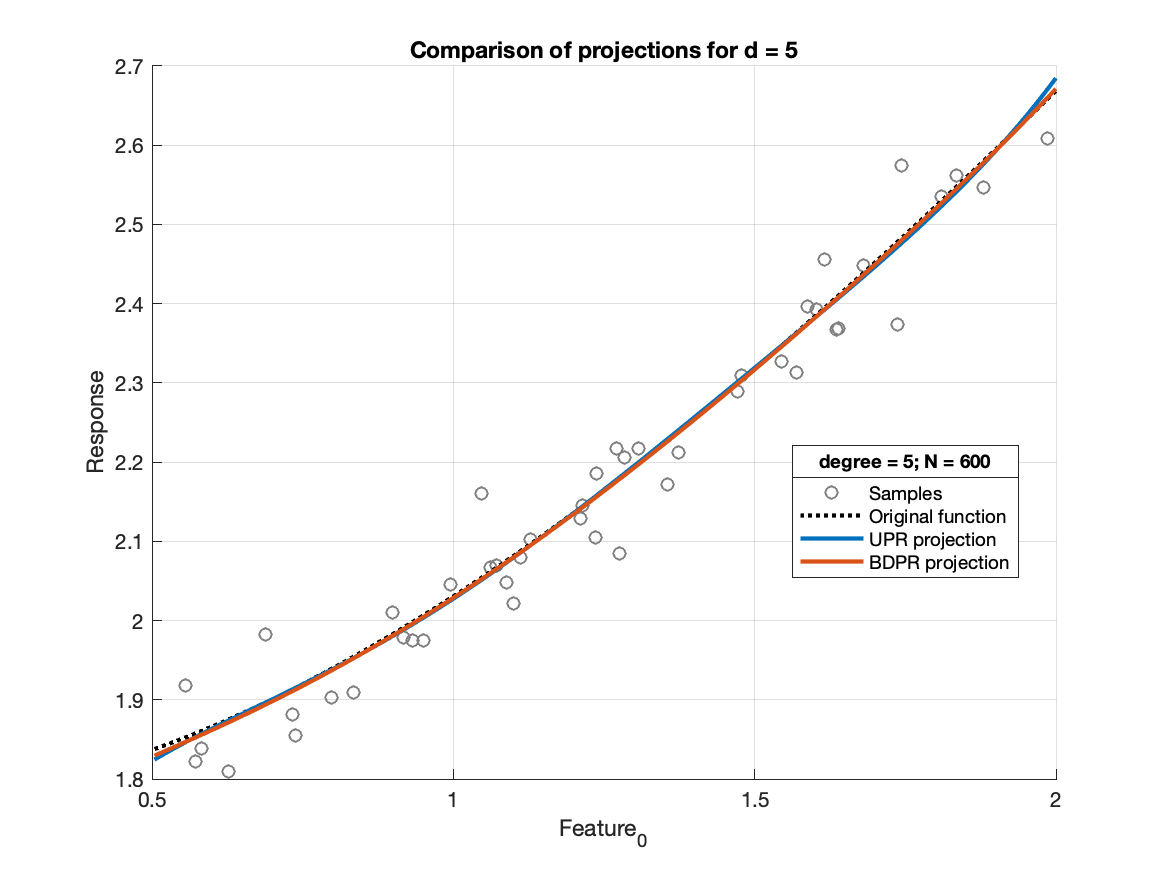 Comparison of projections for d = 5
2.7
2.6
2.5
2.4
2.3
2.2
2.1
2
1.9
1.8
Response
degree = 5; N = 600
Samples
Original function
UPR projection
BDPR projection
0.5 1 1.5 2
Feature₀